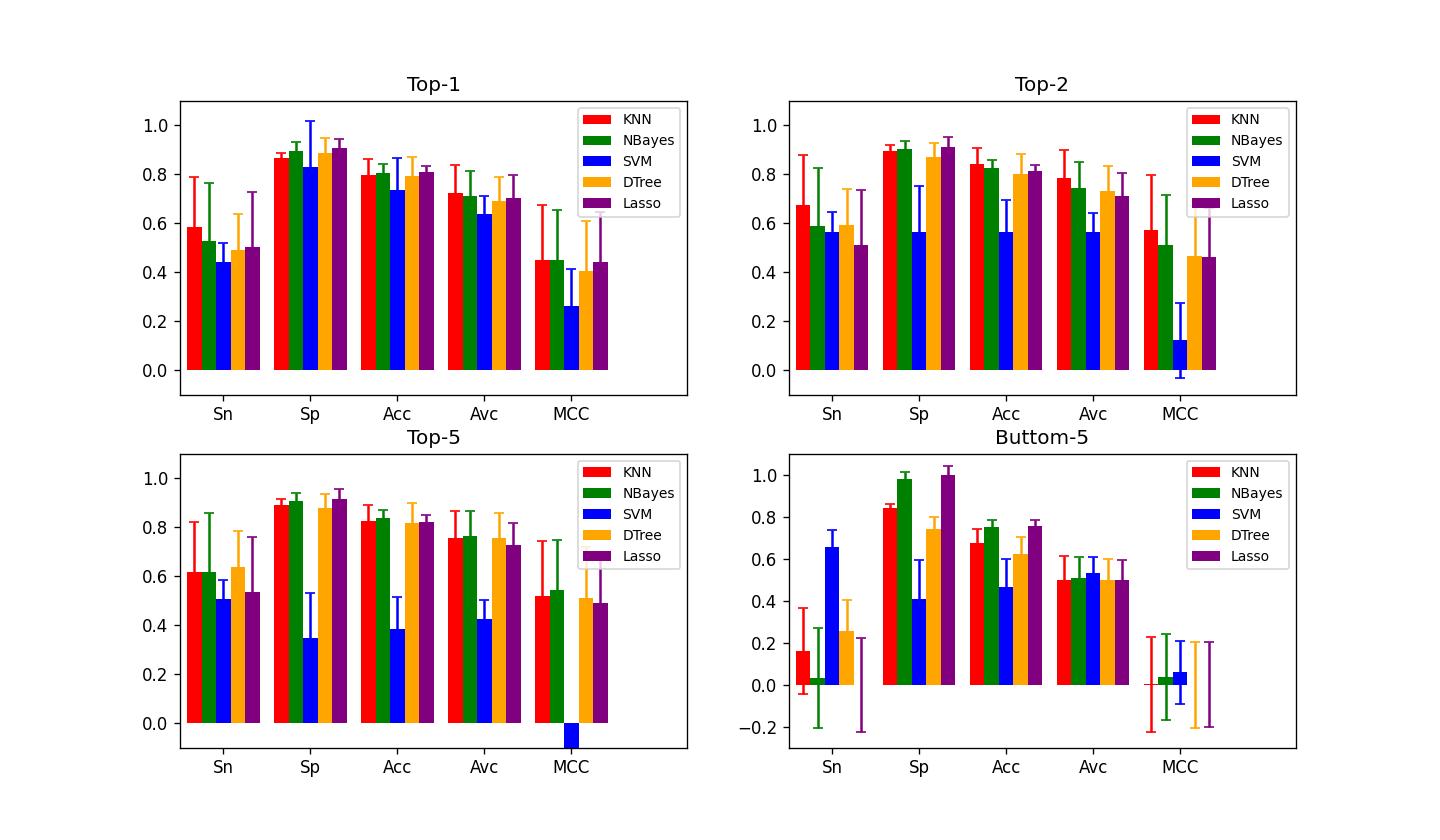 Top-1
1.0
0.8
0.6
0.4
0.2
0.0
KNN
NBayes
SVM
DTree
Lasso
Sn Sp Acc Avc MCC
Top-2
1.0
0.8
0.6
0.4
0.2
0.0
KNN
NBayes
SVM
DTree
Lasso
Sn Sp Acc Avc MCC
Top-5
1.0
0.8
0.6
0.4
0.2
0.0
KNN
NBayes
SVM
DTree
Lasso
Sn Sp Acc Avc MCC
Buttom-5
1.0
0.8
0.6
0.4
0.2
0.0
−0.2
KNN
NBayes
SVM
DTree
Lasso
Sn Sp Acc Avc MCC